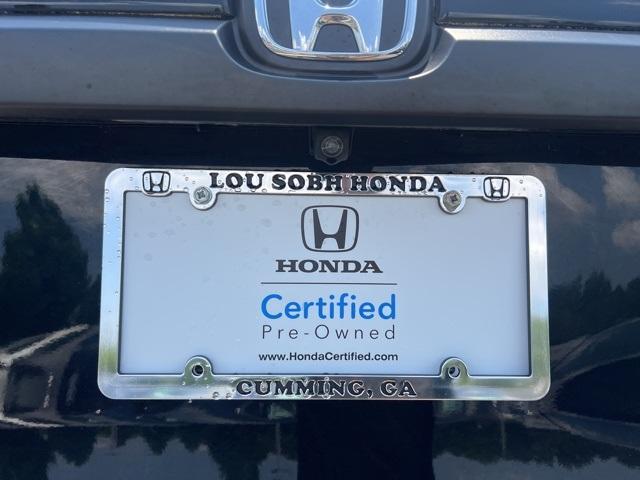 LOU SOBH HONDA
HONDA
Certified
Pre-Owned
www.HondaCertified.com
CUMMING, GA